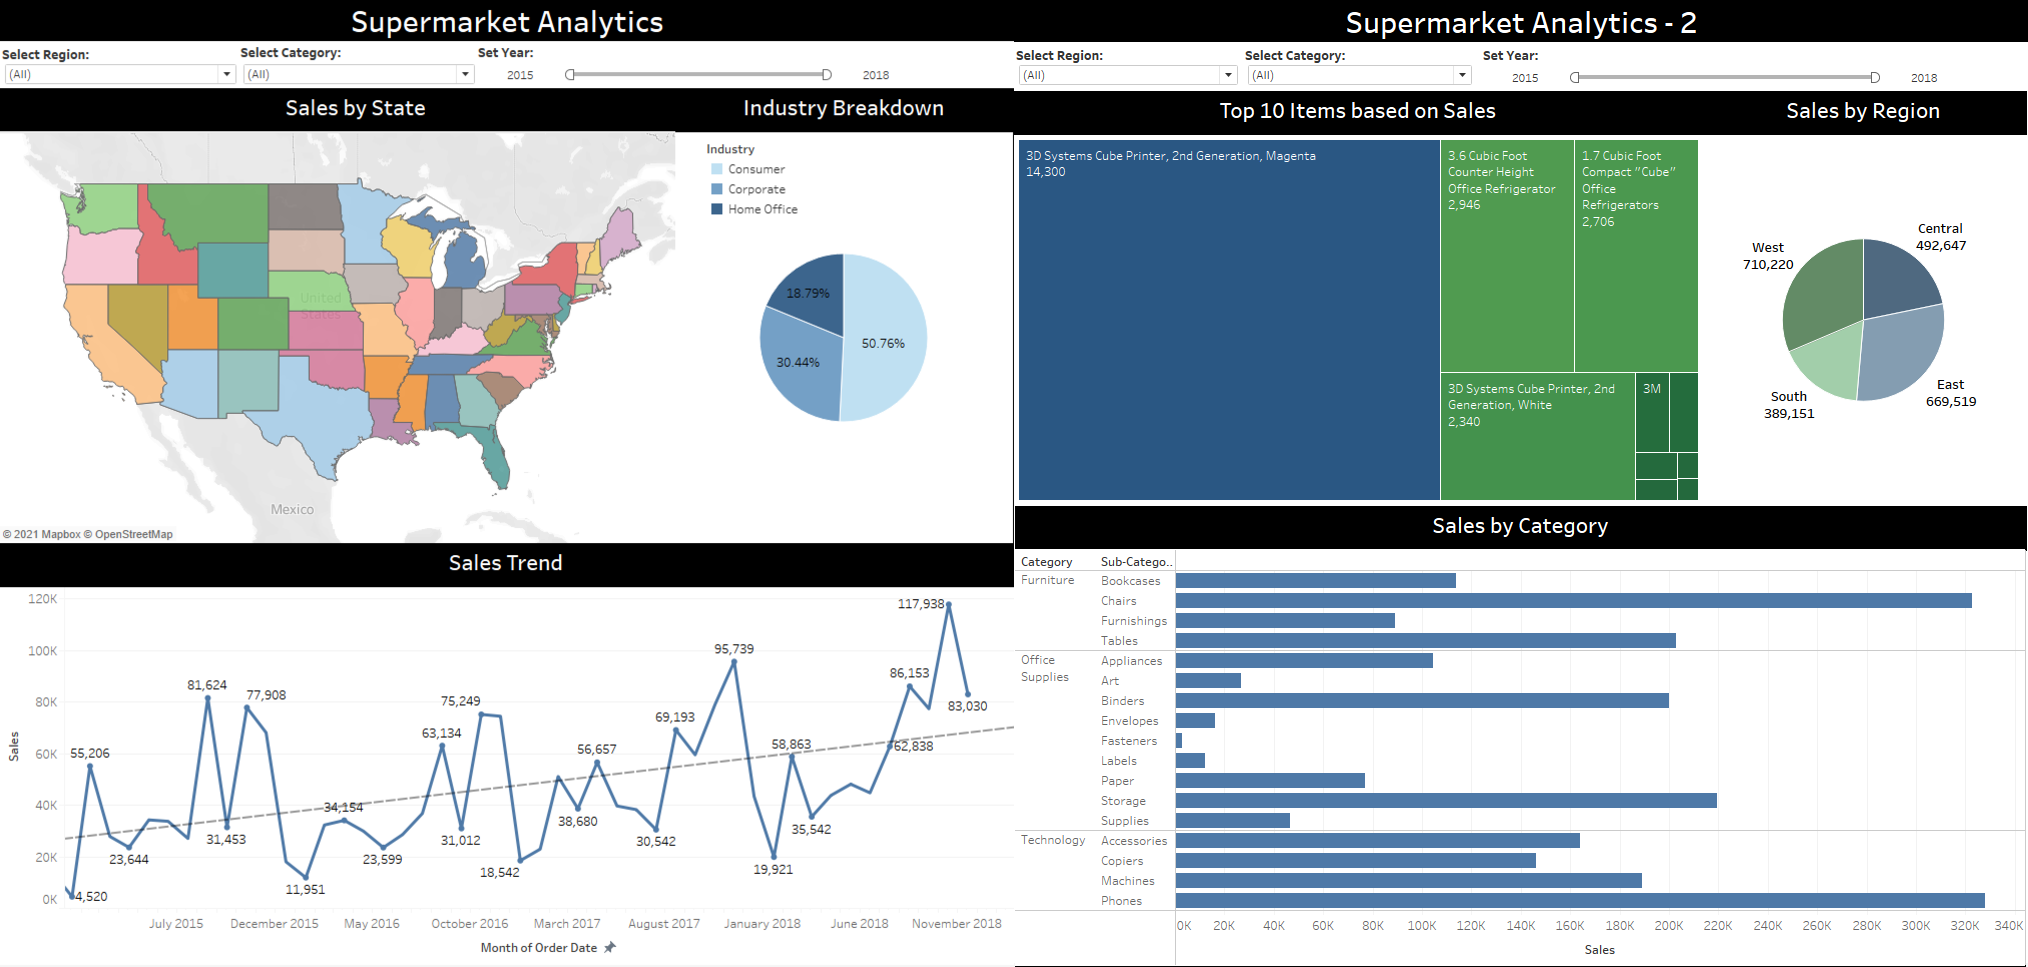 Supermarket Analytics
Select Region:
(All)
Select Category:
(All)
Set Year:
2015
2018
Sales by State
United
States
Mexico
© 2021 Mapbox © OpenStreetMap
Industry Breakdown
Industry
Consumer
Corporate
Home Office
18.79%
50.76%
30.44%
Sales Trend
120K
100K
80K
60K
40K
20K
0K
Sales
4,520
55,206
23,644
81,624
31,453
77,908
11,951
34,154
23,599
63,134
31,012
75,249
18,542
38,680
56,657
30,542
69,193
95,739
19,921
58,863
35,542
62,838
86,153
117,938
83,030
July 2015
December 2015
May 2016
October 2016
March 2017
August 2017
January 2018
June 2018
November 2018
Month of Order Date
Supermarket Analytics - 2
Select Region:
(All)
Select Category:
(All)
Set Year:
2015
2018
Top 10 Items based on Sales
3D Systems Cube Printer, 2nd Generation, Magenta
14,300
3.6 Cubic Foot
Counter Height
Office Refrigerator
2,946
1.7 Cubic Foot
Compact "Cube"
Office
Refrigerators
2,706
3D Systems Cube Printer, 2nd
Generation, White
2,340
3M
Sales by Region
Central
492,647
West
710,220
East
669,519
South
389,151
Sales by Category
Category
Sub-Catego..
Furniture
Bookcases
Chairs
Furnishings
Tables
Office
Supplies
Appliances
Art
Binders
Envelopes
Fasteners
Labels
Paper
Storage
Supplies
Technology
Accessories
Copiers
Machines
Phones
0K
20K
40K
60K
80K
100K
120K
140K
160K
180K
200K
220K
240K
260K
280K
300K
320K
340K
Sales